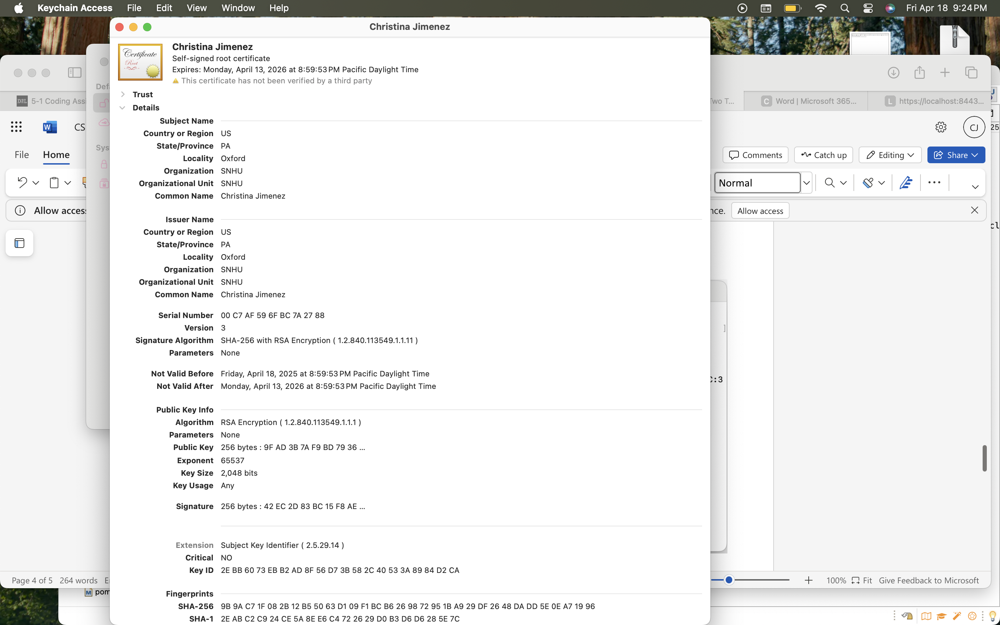 Keychain Access File Edit View Window Help Fri Apr 18 9:24 PM
Christina Jimenez
Certificate
Root
Christina Jimenez
Self-signed root certificate
Expires: Monday, April 13, 2026 at 8:59:53 PM Pacific Daylight Time
This certificate has not been verified by a third party
Trust
Details
Subject Name
Country or Region US
State/Province PA
Locality Oxford
Organization SNHU
Organizational Unit SNHU
Common Name Christina Jimenez
Issuer Name
Country or Region US
State/Province PA
Locality Oxford
Organization SNHU
Organizational Unit SNHU
Common Name Christina Jimenez
Serial Number 00 C7 AF 59 6F BC 7A 27 88
Version 3
Signature Algorithm SHA-256 with RSA Encryption ( 1.2.840.113549.1.1.11 )
Parameters None
Not Valid Before Friday, April 18, 2025 at 8:59:53 PM Pacific Daylight Time
Not Valid After Monday, April 13, 2026 at 8:59:53 PM Pacific Daylight Time
Public Key Info
Algorithm RSA Encryption ( 1.2.840.113549.1.1.1 )
Parameters None
Public Key 256 bytes : 9F AD 3B 7A F9 BD 79 36 ...
Exponent 65537
Key Size 2,048 bits
Key Usage Any
Signature 256 bytes : 42 EC 2D 83 BC 15 F8 AE ...
Extension Subject Key Identifier ( 2.5.29.14 )
Critical NO
Key ID 2E BB 60 73 EB B2 AD 8F 56 D7 3B 58 2C 40 53 3A 89 84 D2 CA
Fingerprints
SHA-256 9B 9A C7 1F 08 2B 12 B5 50 63 D1 09 F1 BC B6 26 98 72 95 1B A9 29 DF 26 48 DA DD 5E 0E A7 19 96
SHA-1 2E AB C2 C9 24 CE 5A 8E E6 C4 72 26 29 D0 B3 D6 D6 28 5E 7C
Defa
Sys
D2L 5-1 Coding Assi
W CS
File Home
Allow access
Page 4 of 5 264 words E
pom
Two T...
C Word | Microsoft 365...
L https://localhost:8443...
CJ
25
Comments Catch up Editing Share
Normal
nce. Allow access
cl
]
C:3
100% Fit Give Feedback to Microsoft